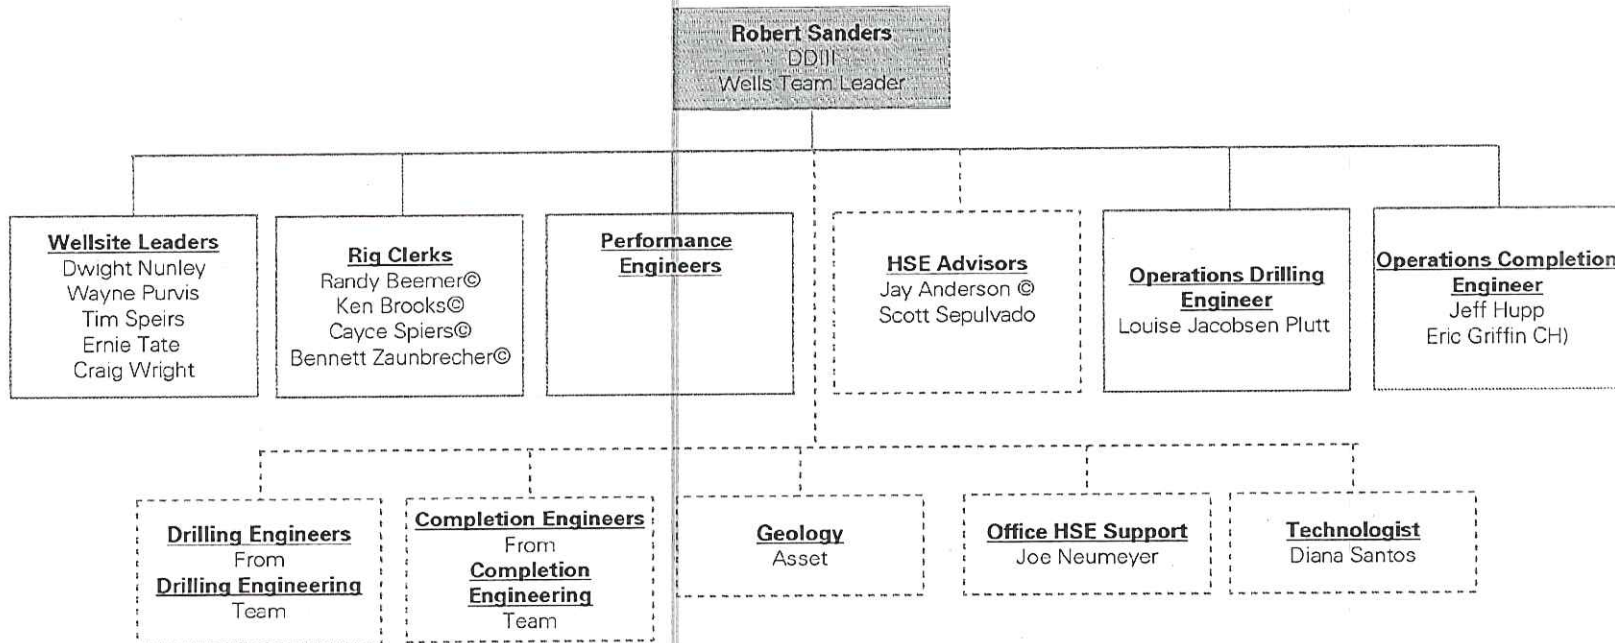 Robert Sanders
DDIII
Wells Team Leader
Wellsite Leaders
Dwight Nunley
Wayne Purvis
Tim Speirs
Ernie Tate
Craig Wright
Rig Clerks
Randy Beemer©
Ken Brooks©
Cayce Spiers©
Bennett Zaunbrecher©
Performance
Engineers
HSE Advisors
Jay Anderson ©
Scott Sepulvado
Operations Drilling
Engineer
Louise Jacobsen Plutt
Operations Completion
Engineer
Jeff Hupp
Eric Griffin CH)
Drilling Engineers
From
Drilling Engineering
Team
Completion Engineers
From
Completion
Engineering
Team
Geology
Asset
Office HSE Support
Joe Neumeyer
Technologist
Diana Santos